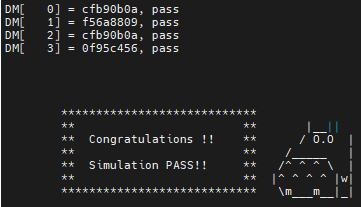 DM[   0] = cfb90b0a, pass
DM[   1] = f56a8809, pass
DM[   2] = cfb90b0a, pass
DM[   3] = 0f95c456, pass
****************************
**                        **       |__||
**  Congratulations !!    **      / O.O  |
**                        **    /_____   |
**  Simulation PASS!!     **   /^ ^ ^ \  |
**                        **  |^ ^ ^ ^ |w|
****************************   \m___m__|_|